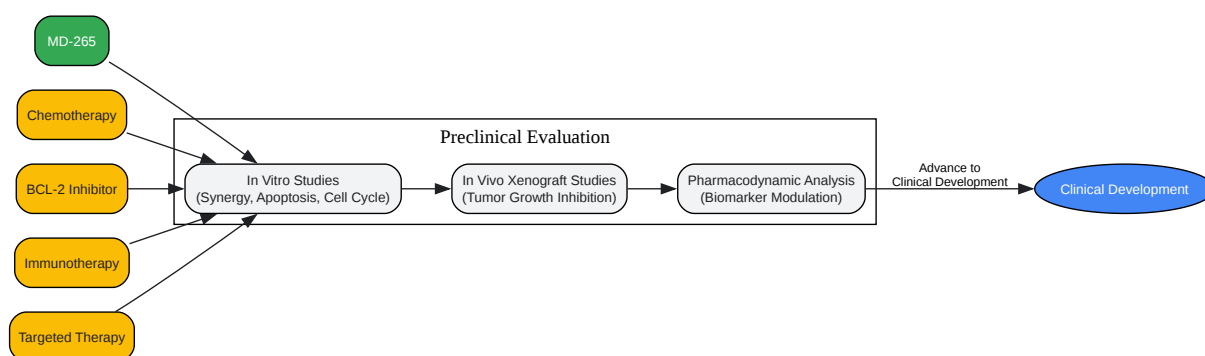 MD-265
Chemotherapy
BCL-2 Inhibitor
Immunotherapy
Targeted Therapy
Preclinical Evaluation
In Vitro Studies
(Synergy, Apoptosis, Cell Cycle)
In Vivo Xenograft Studies
(Tumor Growth Inhibition)
Pharmacodynamic Analysis
(Biomarker Modulation)
Advance to
Clinical Development
Clinical Development